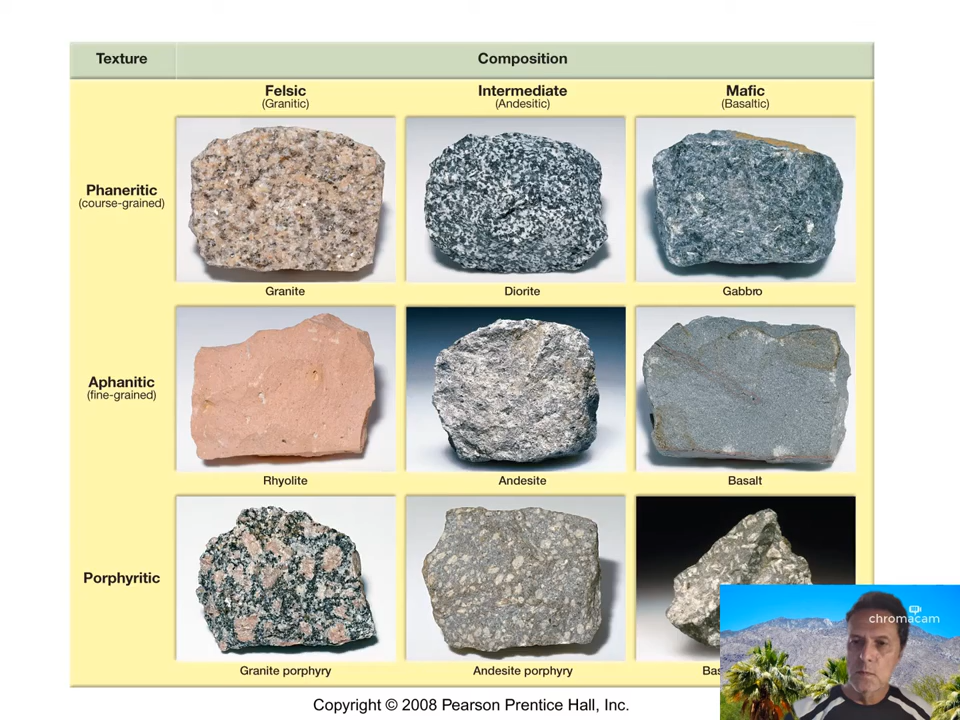 Texture
Composition
Felsic
(Granitic)
Intermediate
(Andesitic)
Mafic
(Basaltic)
Phaneritic
(course-grained)
Granite
Diorite
Gabbro
Aphanitic
(fine-grained)
Rhyolite
Andesite
Basalt
Porphyritic
Granite porphyry
Andesite porphyry
chromacam
Copyright © 2008 Pearson Prentice Hall, Inc.